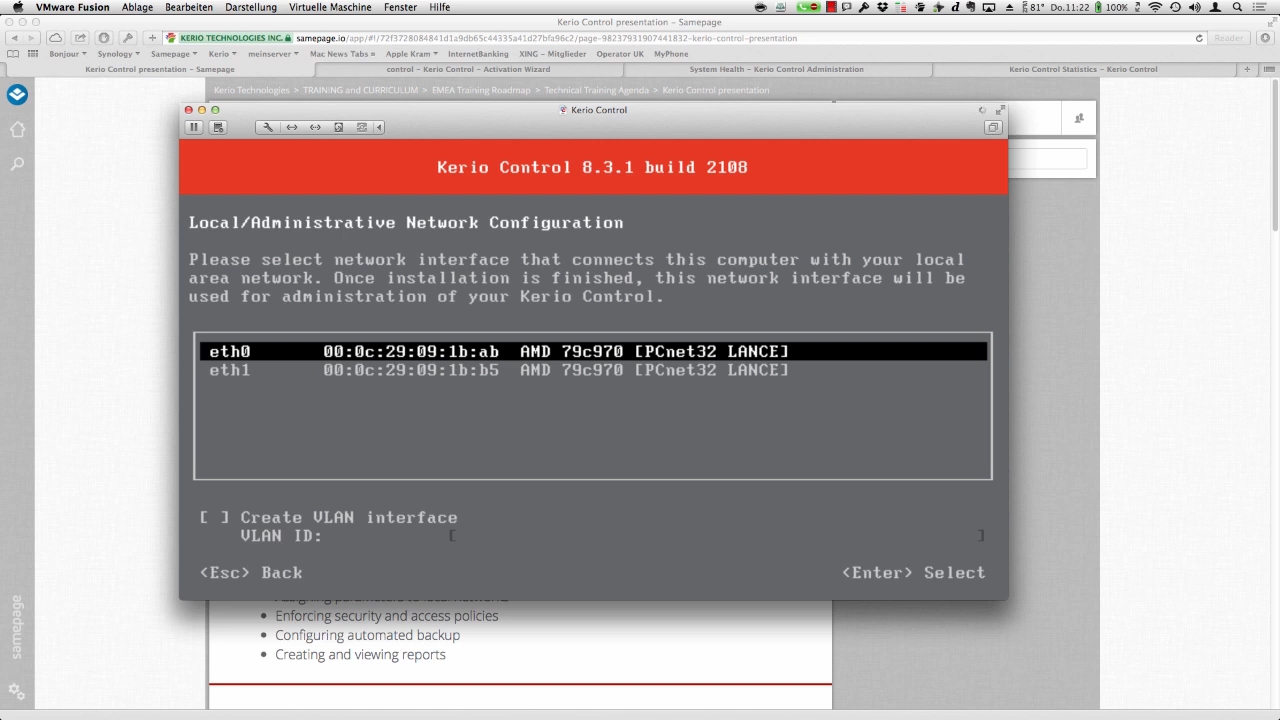 VMware Fusion Ablage Bearbeiten Darstellung Virtuelle Maschine Fenster Hilfe 81° Do.11:22 100%
Kerio Control presentation – Samepage
KERIO TECHNOLOGIES INC. samepage.io/app/#!/72f3728084841d1a9db65c44335a41d27bfa96c2/page-98237931907441832-kerio-control-presentation Reader
Bonjour Synology Samepage Kerio meinserver Mac News Tabs Apple Kram InternetBanking XING – Mitglieder Operator UK MyPhone
Kerio Control presentation – Samepage control – Kerio Control – Activation Wizard System Health – Kerio Control Administration Kerio Control Statistics – Kerio Control
Kerio Technologies > TRAINING and CURRICULUM > EMEA Training Roadmap > Technical Training Agenda > Kerio Control presentation
Kerio Control
Kerio Control 8.3.1 build 2108
Local/Administrative Network Configuration
Please select network interface that connects this computer with your local
area network. Once installation is finished, this network interface will be
used for administration of your Kerio Control.
eth0 00:0c:29:09:1b:ab AMD 79c970 [PCnet32 LANCE]
eth1 00:0c:29:09:1b:b5 AMD 79c970 [PCnet32 LANCE]
[ ] Create VLAN interface
VLAN ID: [ ]
<Esc> Back <Enter> Select
Enforcing security and access policies
Configuring automated backup
Creating and viewing reports
samepage